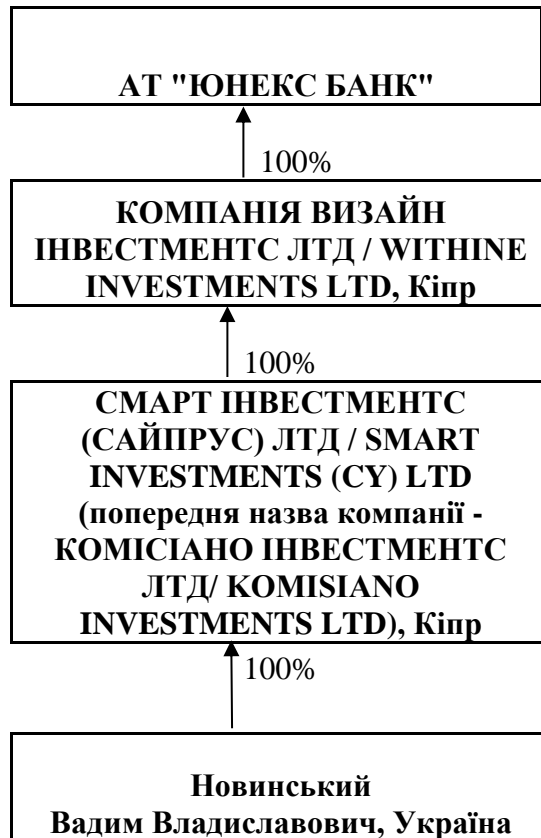 АТ "ЮНЕКС БАНК"
100%
КОМПАНІЯ ВИЗАЙН
ІНВЕСТМЕНТС ЛТД / WITHINE
INVESTMENTS LTD, Кіпр
100%
СМАРТ ІНВЕСТМЕНТС
(САЙПРУС) ЛТД / SMART
INVESTMENTS (CY) LTD
(попередня назва компанії -
КОМІСІАНО ІНВЕСТМЕНТС
ЛТД/ KOMISIANO
INVESTMENTS LTD), Кіпр
100%
Новинський
Вадим Владиславович, Україна